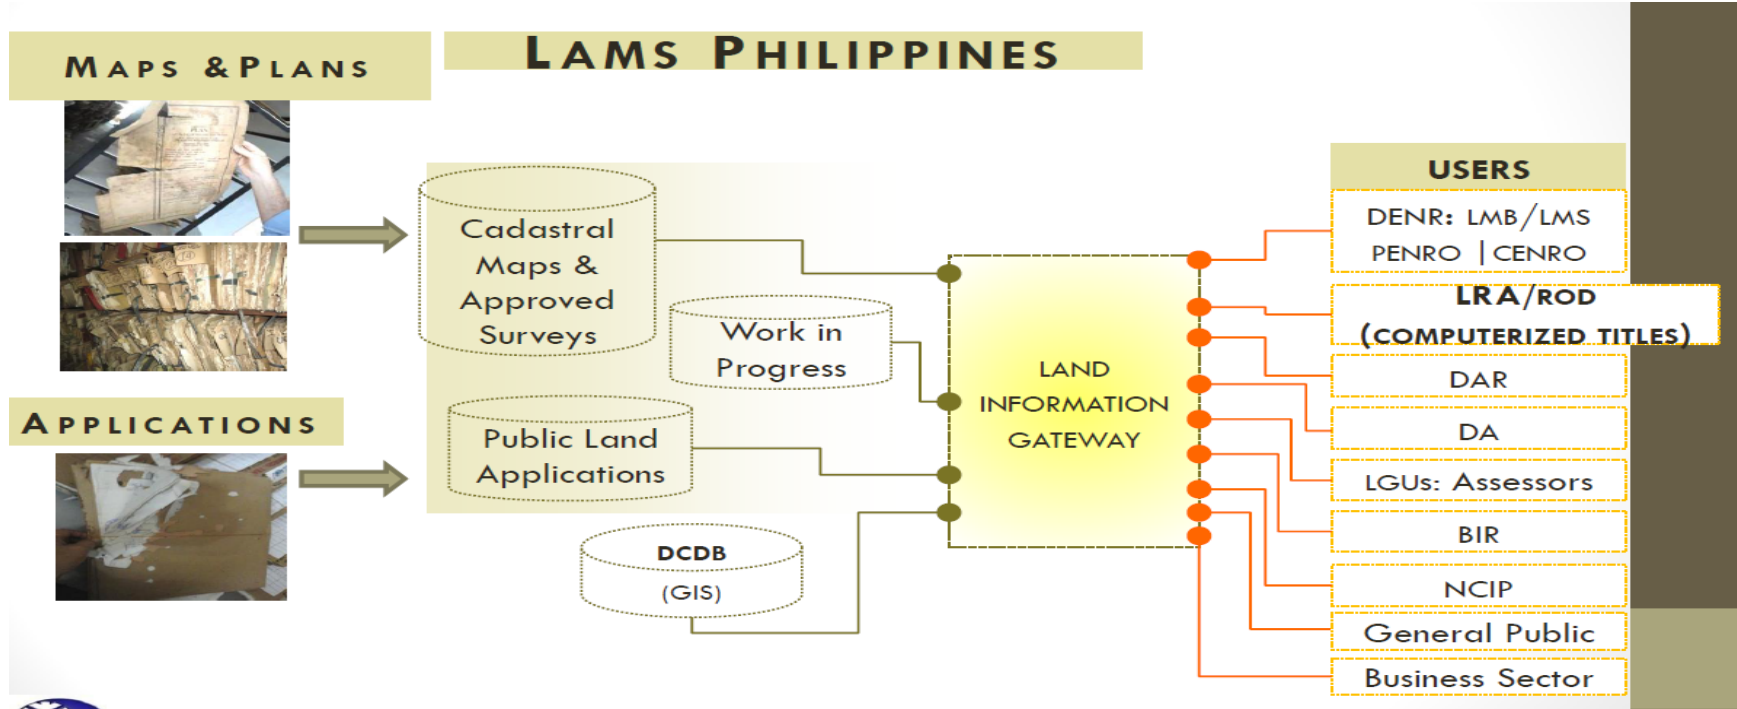 MAPS & PLANS
LAMS PHILIPPINES
APPLICATIONS
Cadastral
Maps &
Approved
Surveys
Work in
Progress
Public Land
Applications
DCDB
(GIS)
LAND
INFORMATION
GATEWAY
USERS
DENR: LMB/LMS
PENRO | CENRO
LRA/ROD
(COMPUTERIZED TITLES)
DAR
DA
LGUs: Assessors
BIR
NCIP
General Public
Business Sector